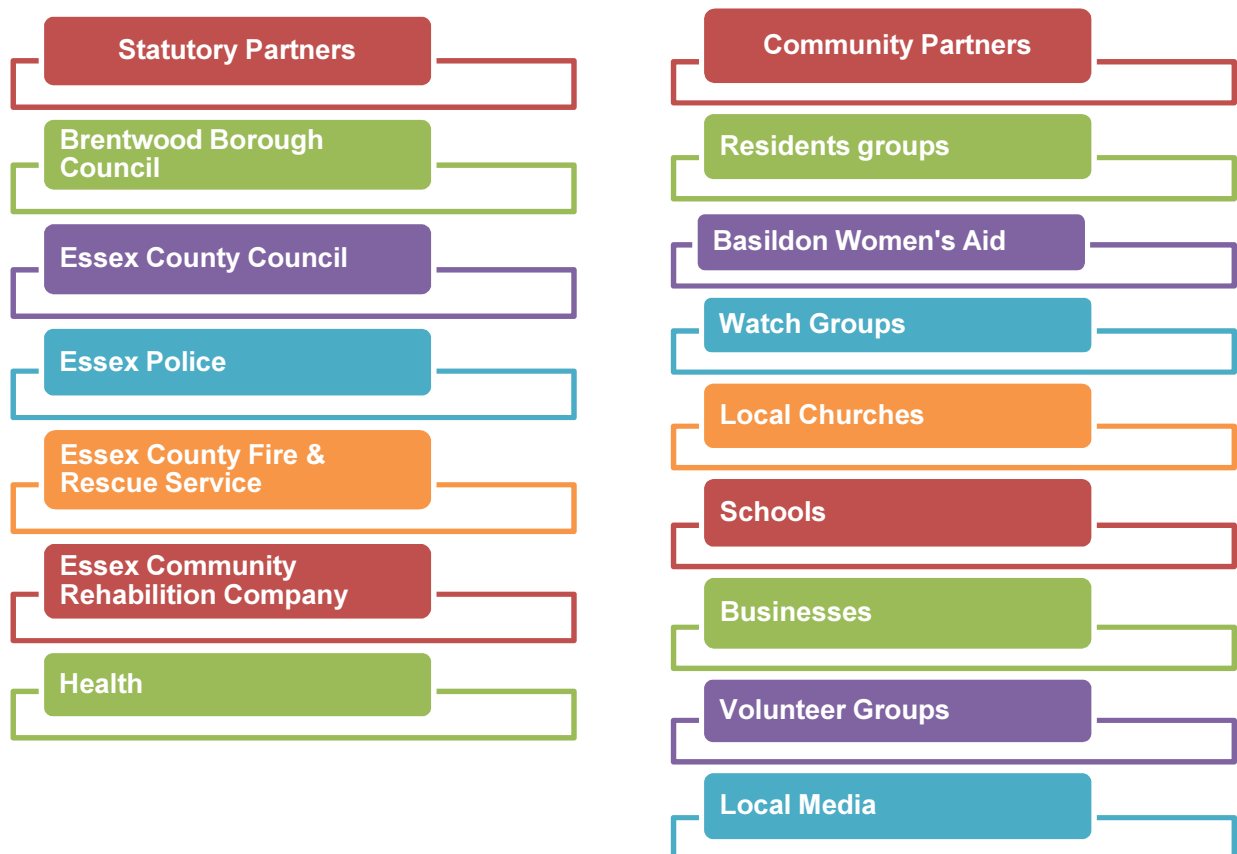 Statutory Partners
Brentwood Borough
Council
Essex County Council
Essex Police
Essex County Fire &
Rescue Service
Essex Community
Rehabilition Company
Health
Community Partners
Residents groups
Basildon Women's Aid
Watch Groups
Local Churches
Schools
Businesses
Volunteer Groups
Local Media